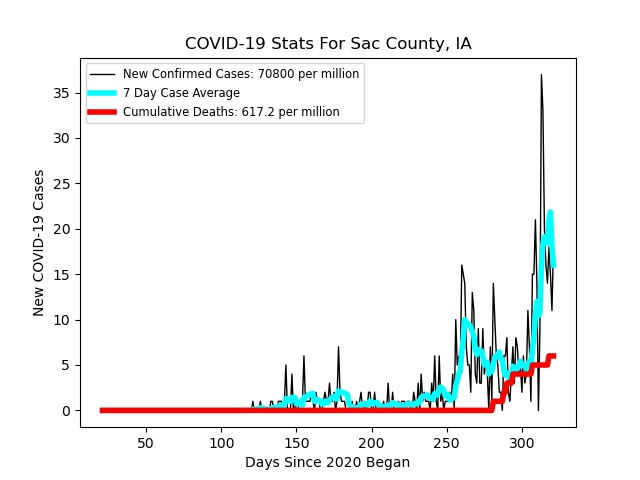 COVID-19 Stats For Sac County, IA
New Confirmed Cases: 70800 per million
7 Day Case Average
Cumulative Deaths: 617.2 per million
New COVID-19 Cases
35
30
25
20
15
10
5
0
50 100 150 200 250 300
Days Since 2020 Began